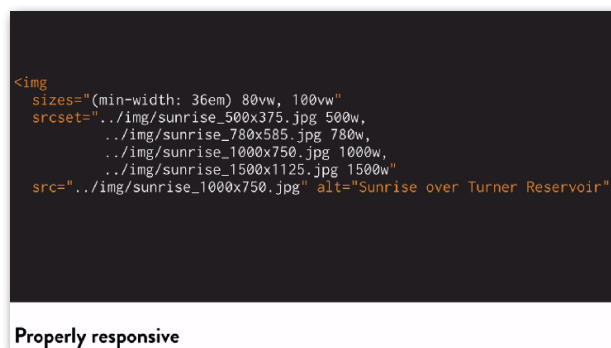 <img
sizes="(min-width: 36em) 80vw, 100vw"
srcset="../img/sunrise_500x375.jpg 500w,
../img/sunrise_780x585.jpg 780w,
../img/sunrise_1000x750.jpg 1000w,
../img/sunrise_1500x1125.jpg 1500w"
src="../img/sunrise_1000x750.jpg" alt="Sunrise over Turner Reservoir"
Properly responsive